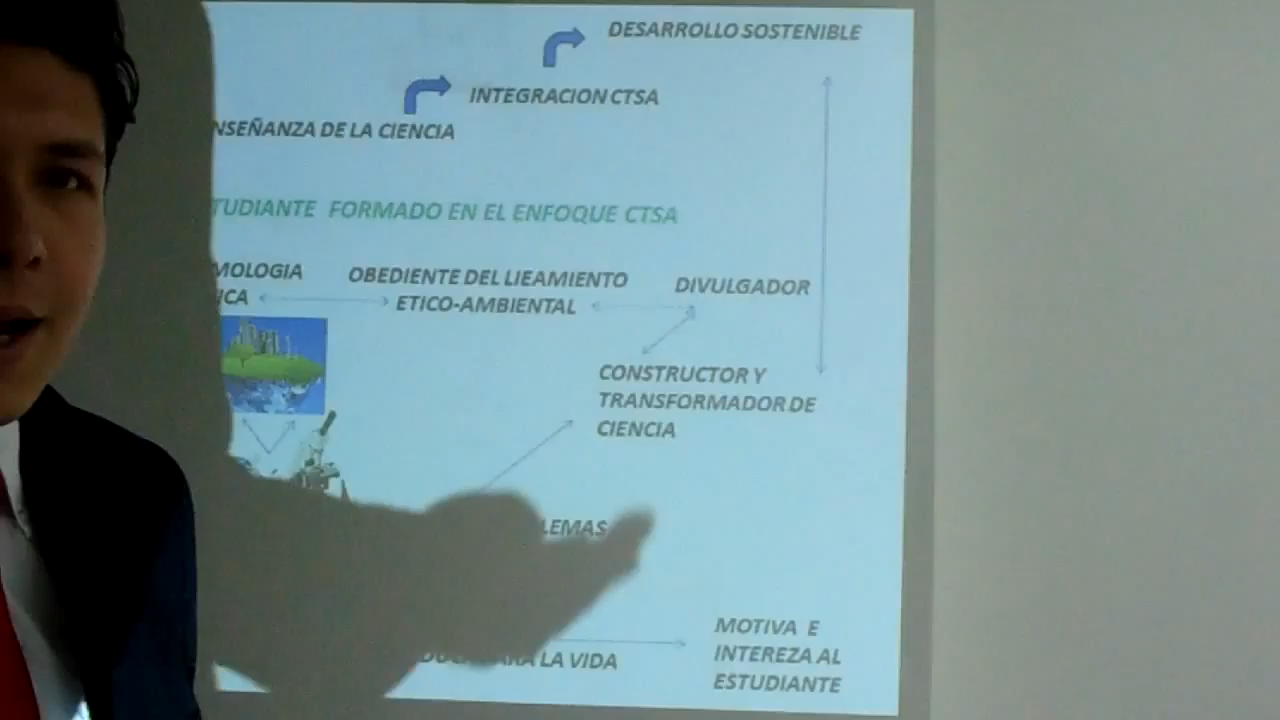 DESARROLLO SOSTENIBLE
INTEGRACION CTSA
NSEÑANZA DE LA CIENCIA
TUDIANTE FORMADO EN EL ENFOQUE CTSA
MOLOGIA
ICA
OBEDIENTE DEL LIEAMIENTO
ETICO-AMBIENTAL
DIVULGADOR
CONSTRUCTOR Y
TRANSFORMADOR DE
CIENCIA
LEMAS
LA VIDA
MOTIVA E
INTEREZA AL
ESTUDIANTE